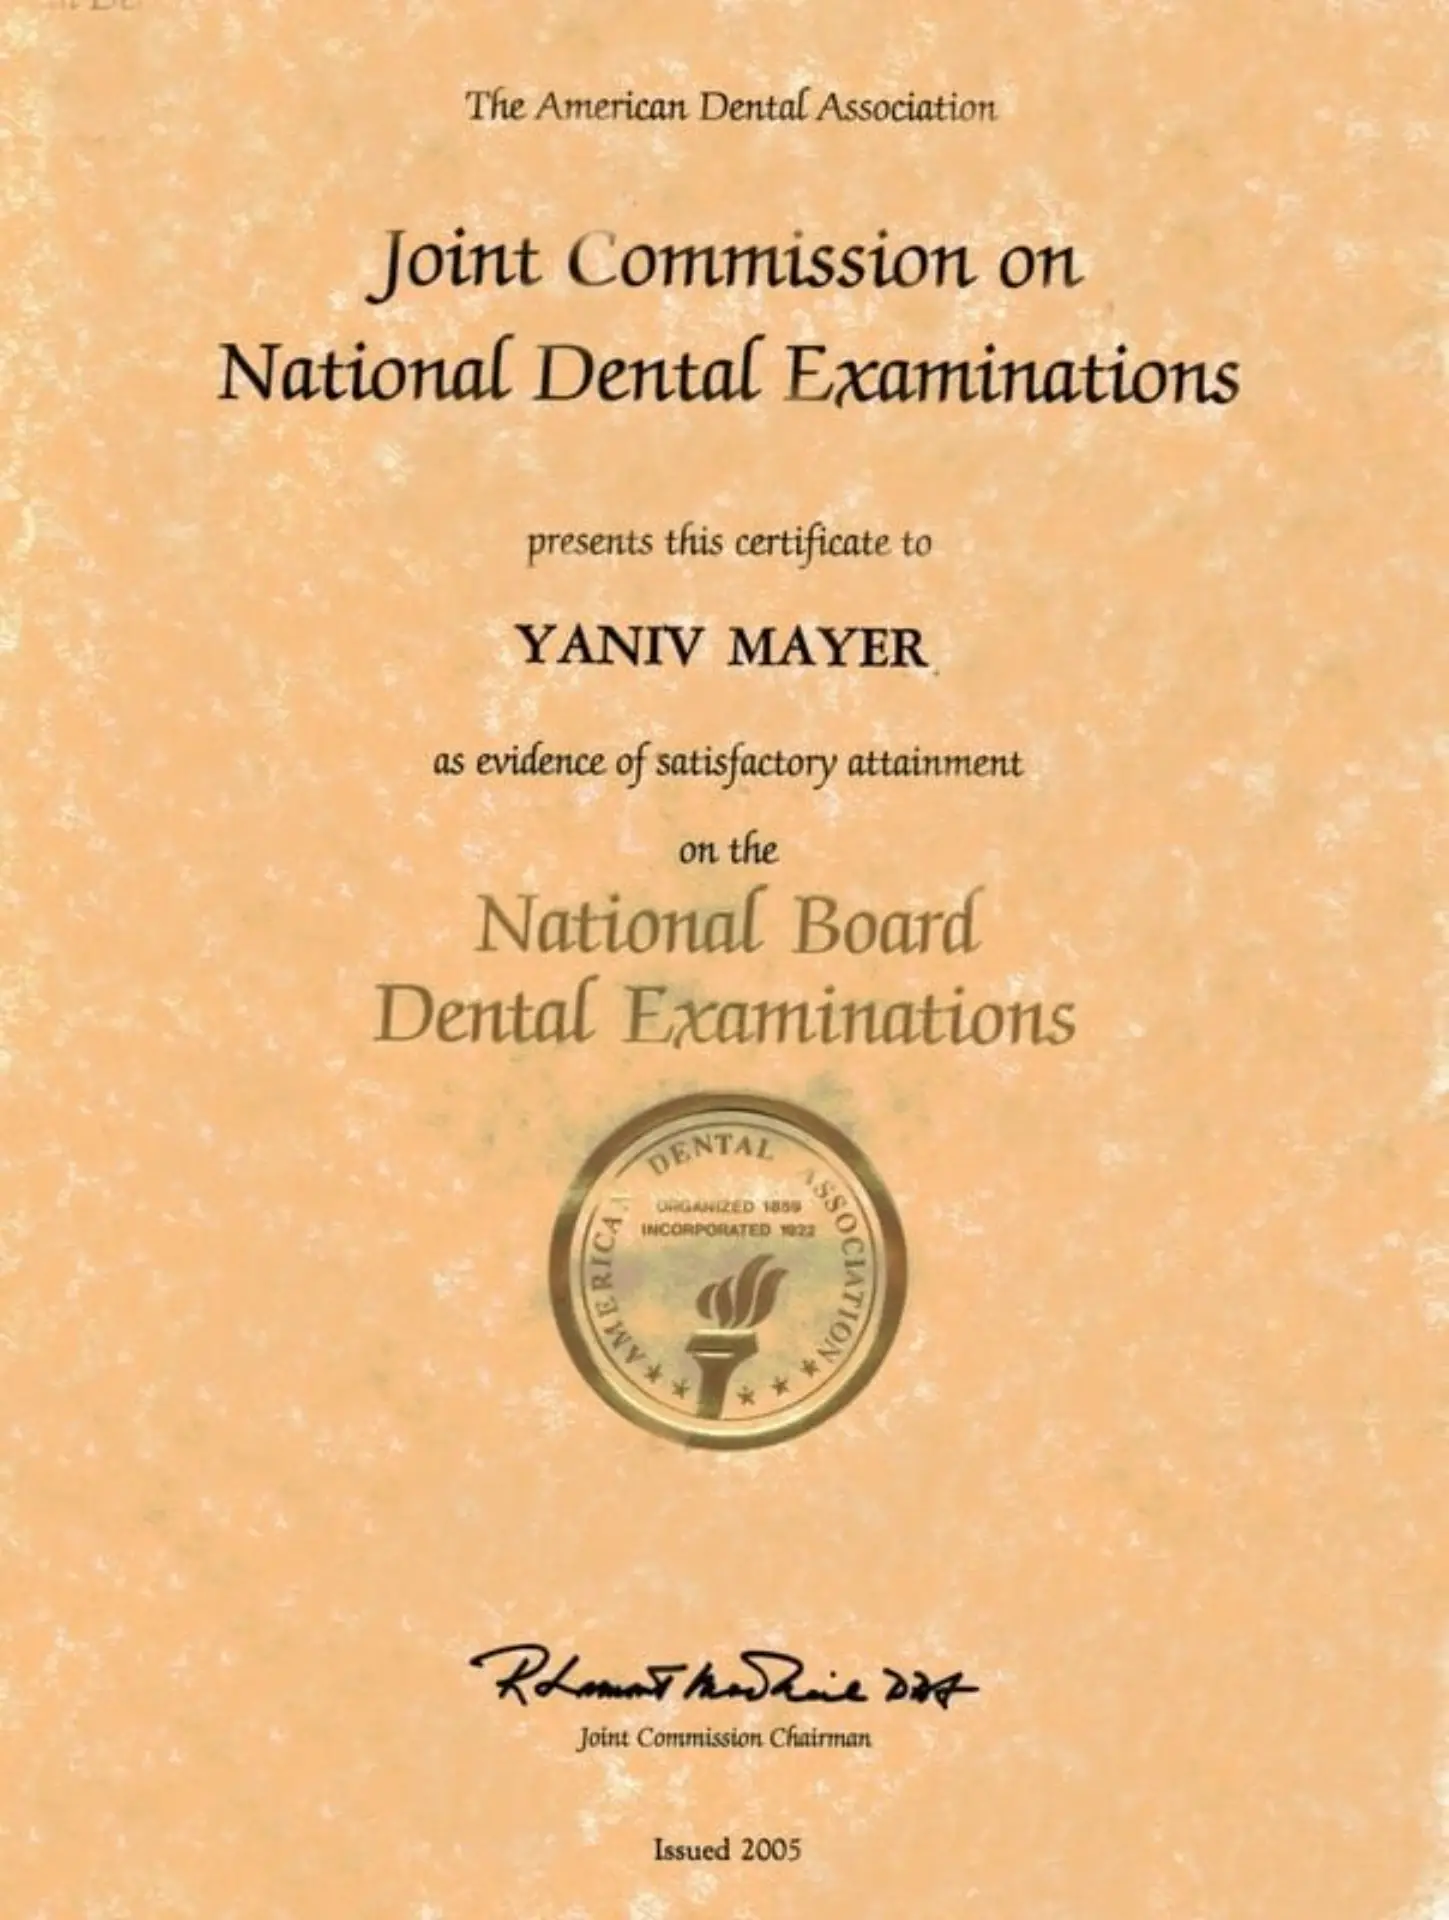 The American Dental Association
Joint Commission on
National Dental Examinations
presents this certificate to
YANIV MAYER
as evidence of satisfactory attainment
on the
National Board
Dental Examinations
AMERICAN DENTAL ASSOCIATION
ORGANIZED 1859
INCORPORATED 1922
Joint Commission Chairman
Issued 2005